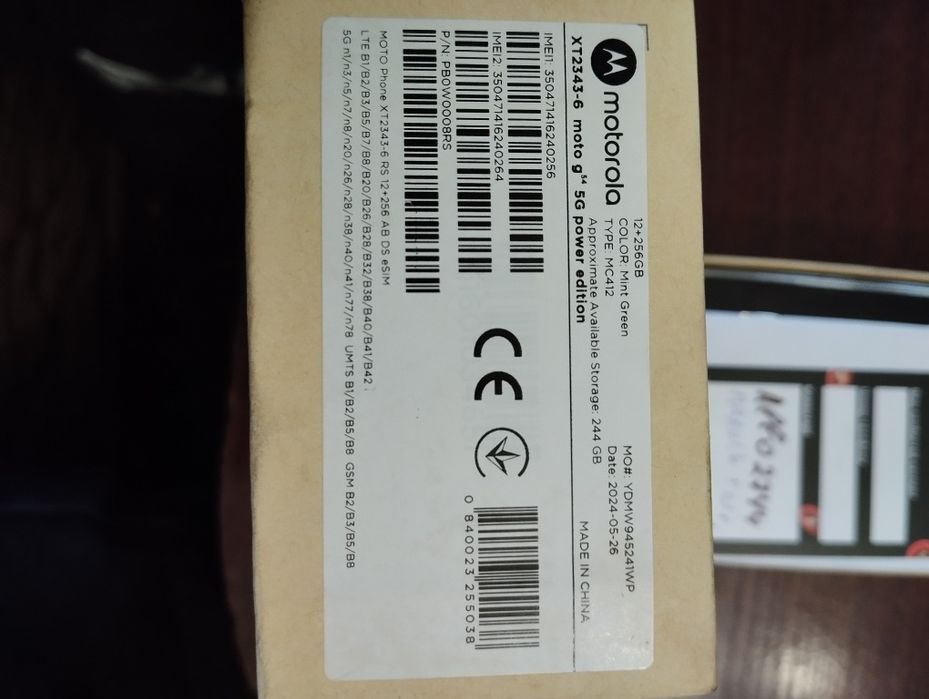 motorola
XT2343-6 moto g⁵⁴ 5G power edition
12+256GB
COLOR: Mint Green
TYPE: MC412
Approximate Available Storage: 244 GB
MO#: YDMW945241WP
Date: 2024-05-26
MADE IN CHINA
IMEI1: 350471416240256
IMEI2: 350471416240264
P/N: PB0W0008RS
CE
0 840023 255038
MOTO Phone XT2343-6 RS 12+256 AB DS eSIM
LTE B1/B2/B3/B5/B7/B8/B20/B26/B28/B32/B38/B40/B41/B42 ;
5G n1/n3/n5/n7/n8/n20/n26/n28/n38/n40/n41/n77/n78 UMTS B1/B2/B5/B8 GSM B2/B3/B5/B8